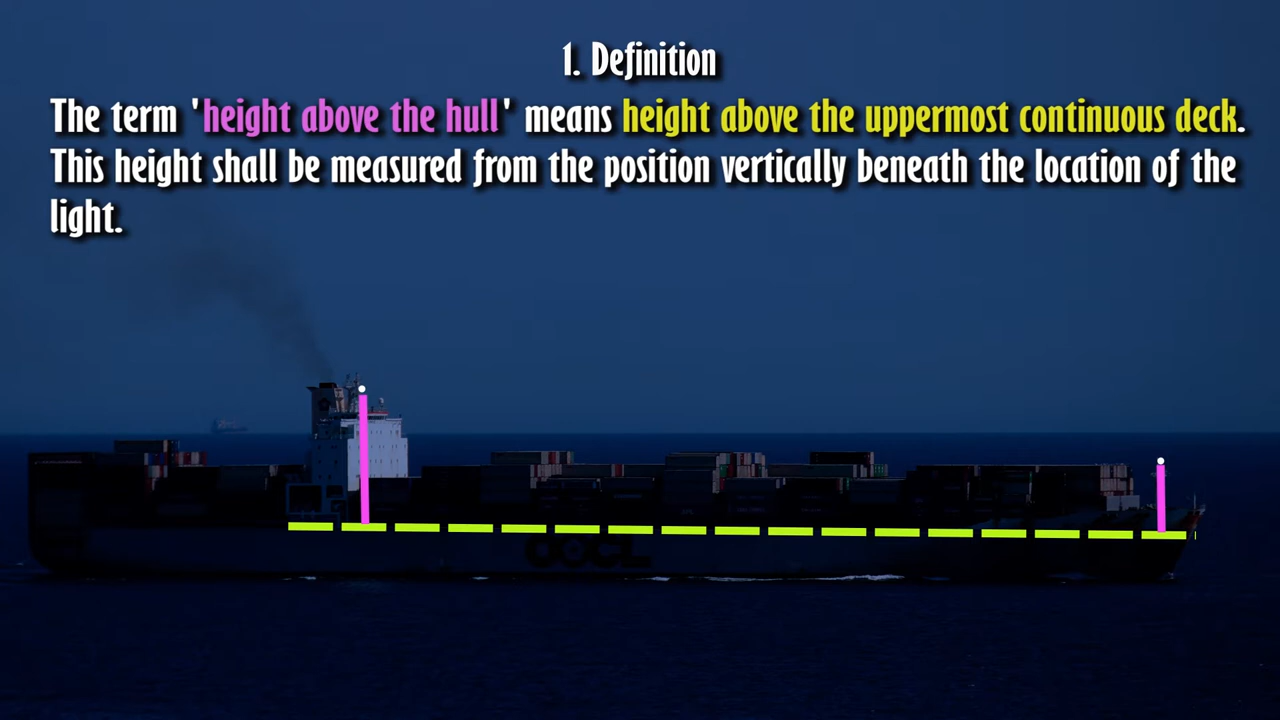 1. Definition
The term 'height above the hull' means height above the uppermost continuous deck.
This height shall be measured from the position vertically beneath the location of the
light.